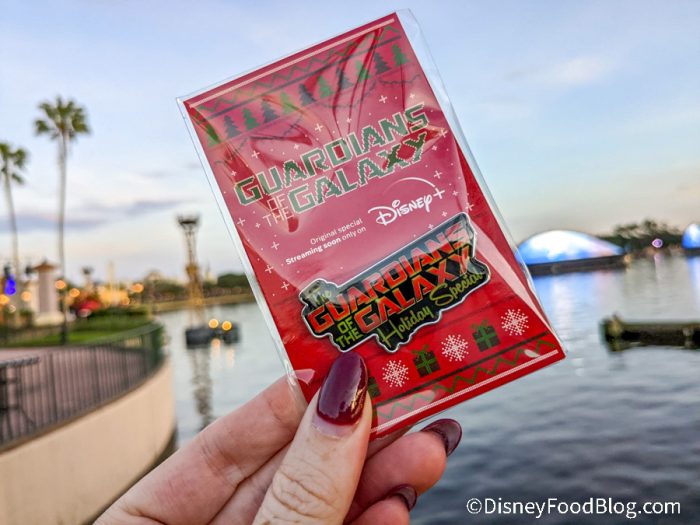 GUARDIANS
OF THE GALAXY
Original special
Streaming soon only on
Disney+
The
GUARDIANS
OF THE GALAXY
Holiday Special
©DisneyFoodBlog.com